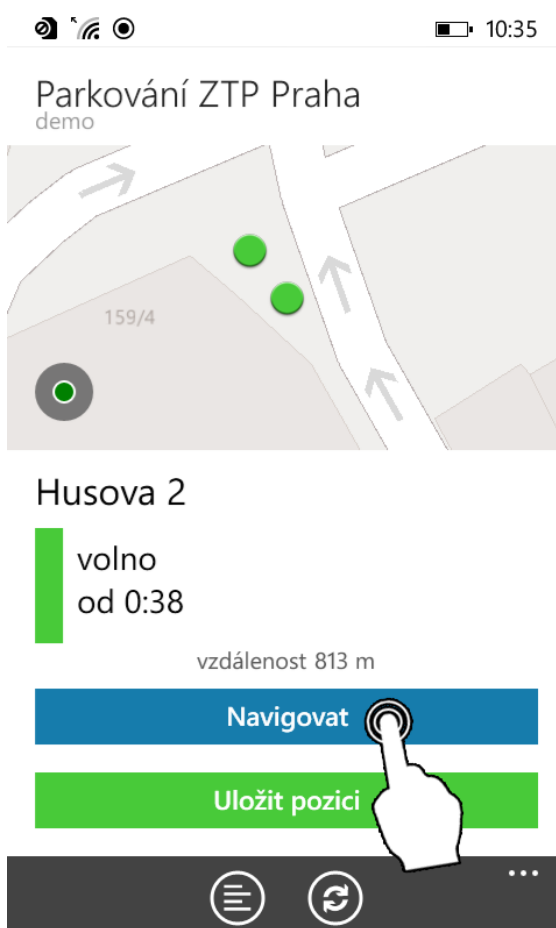 10:35
Parkování ZTP Praha
demo
159/4
Husova 2
volno
od 0:38
vzdálenost 813 m
Navigovat
Uložit pozici